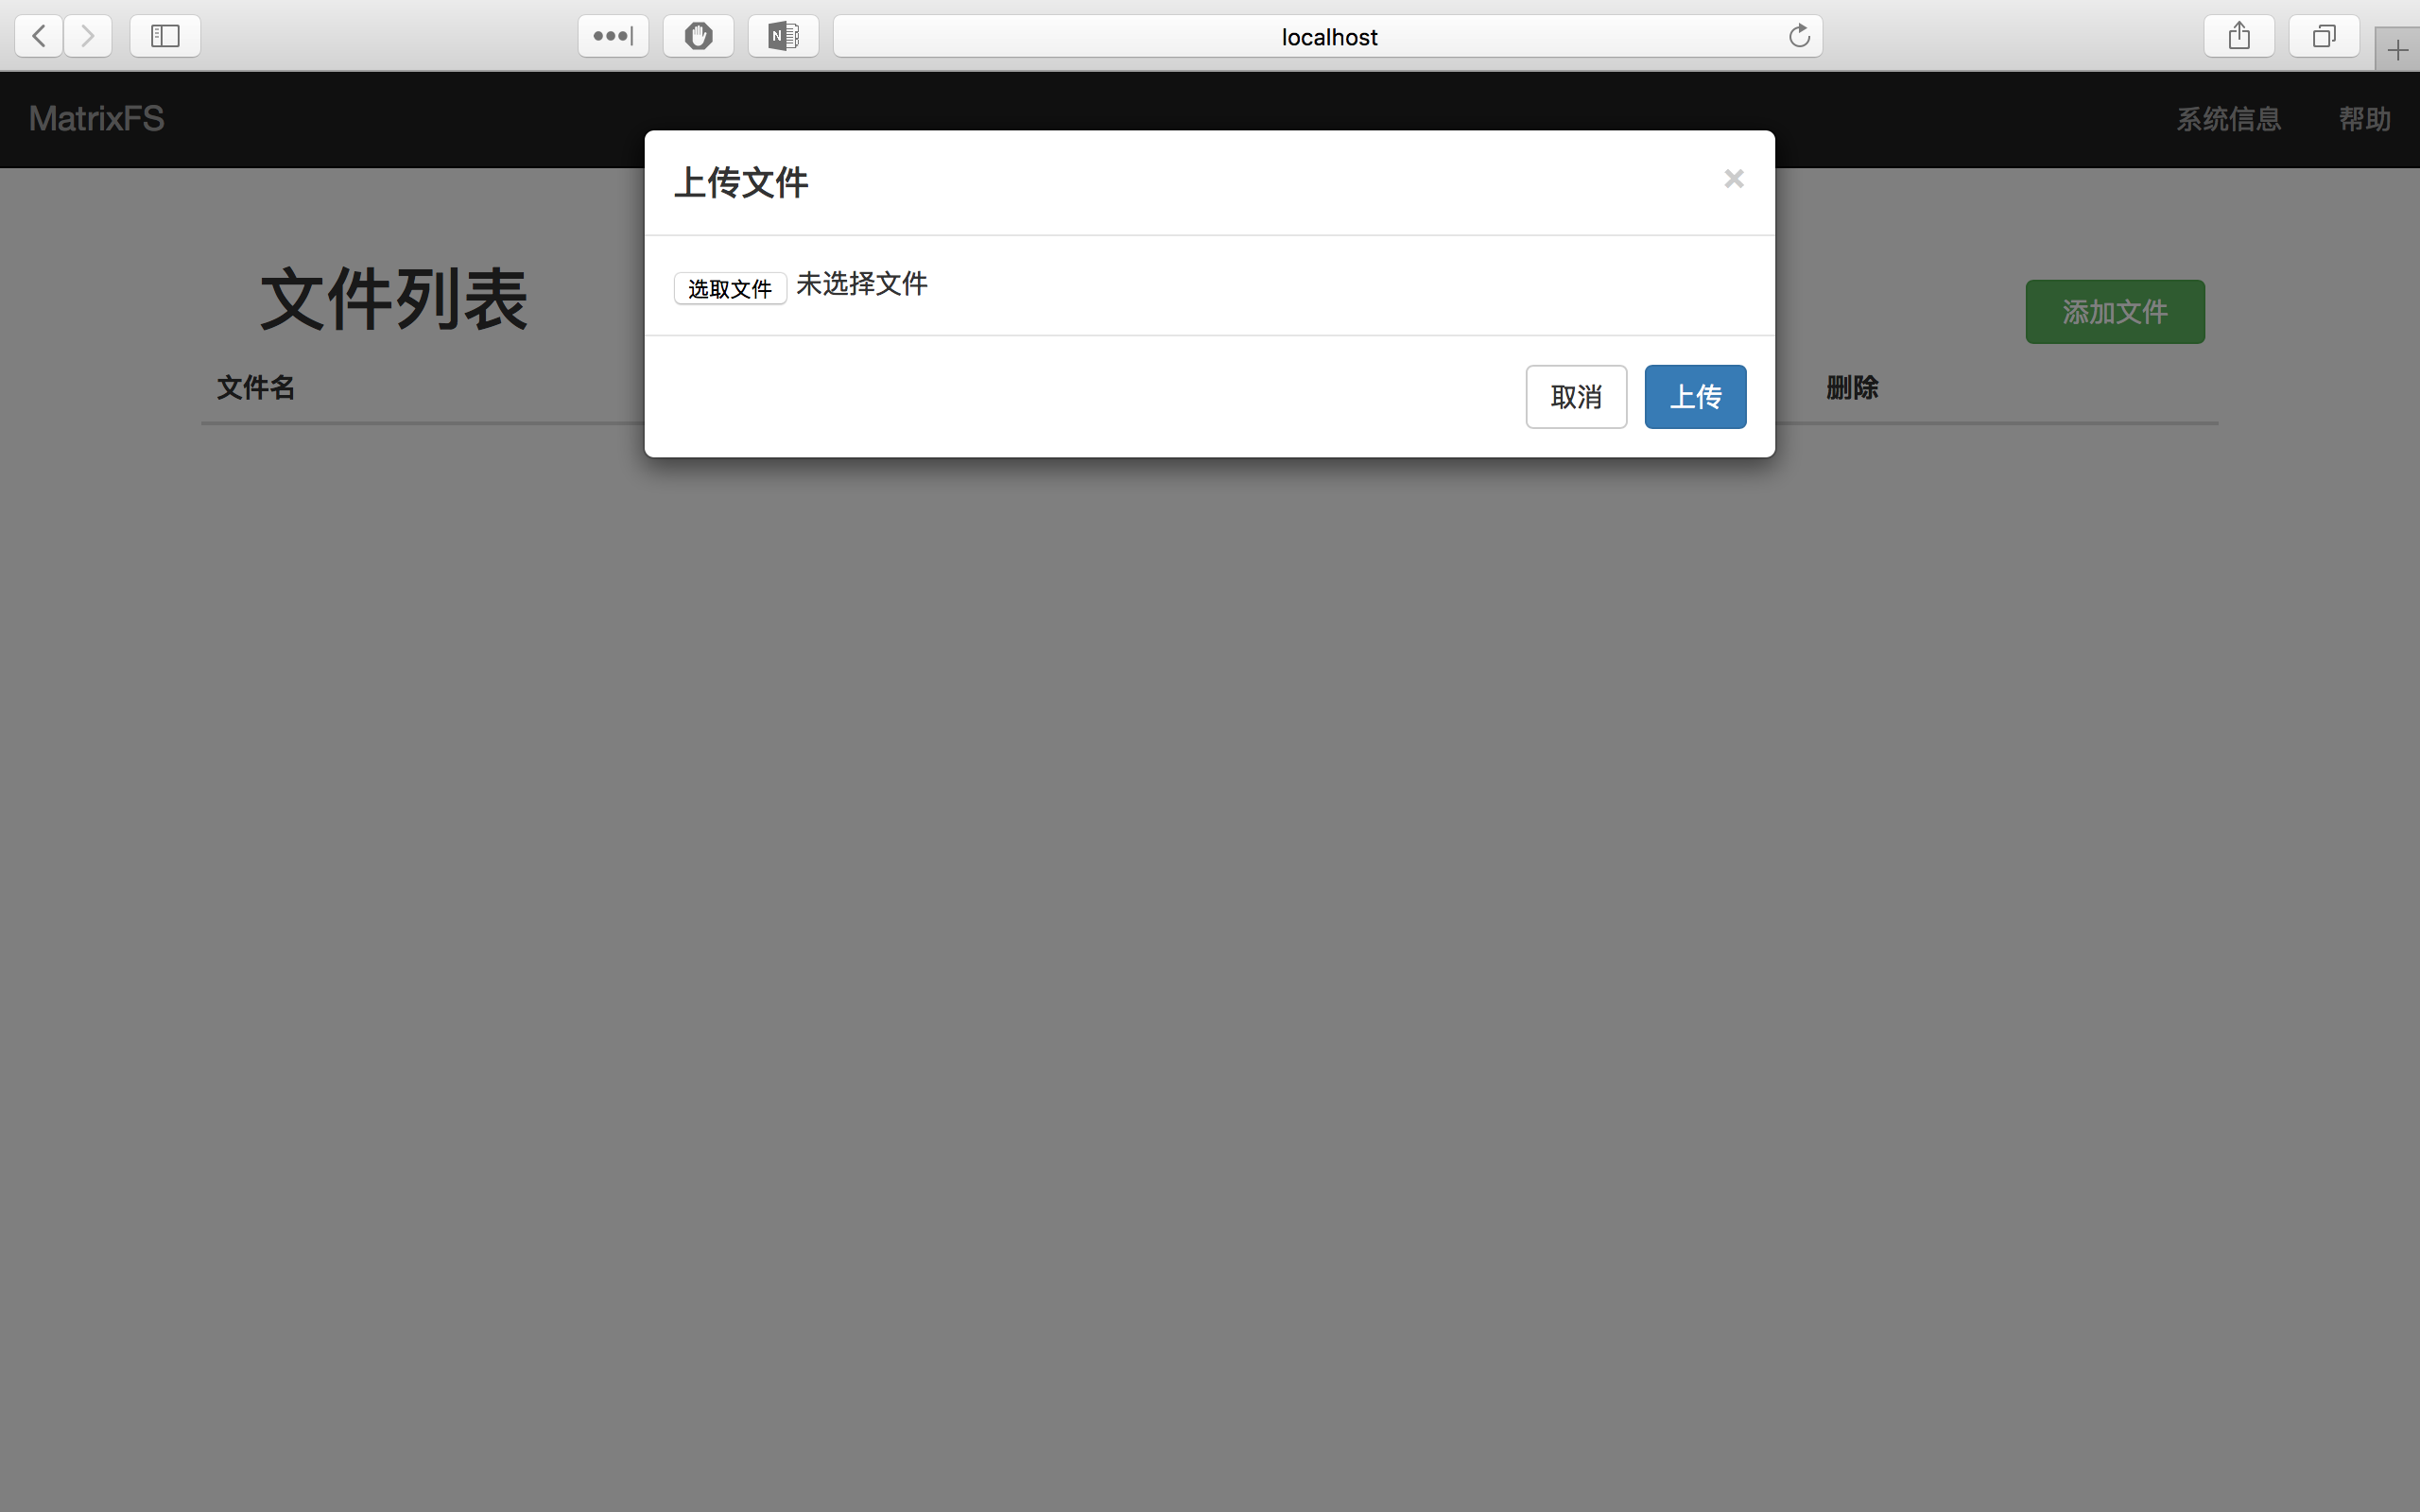 localhost
MatrixFS
系统信息 帮助
上传文件 ×
选取文件 未选择文件
文件列表
添加文件
取消 上传
文件名 删除